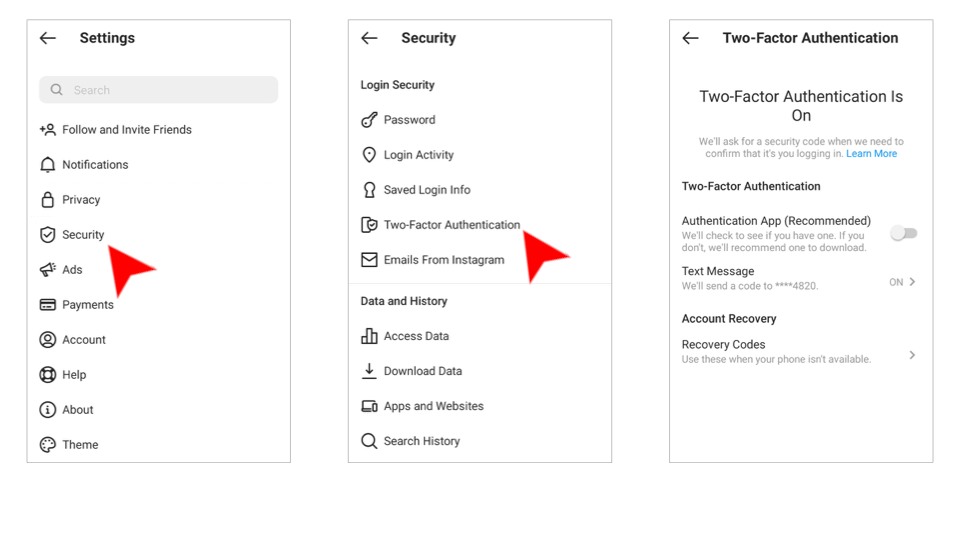 Settings
Search
Follow and Invite Friends
Notifications
Privacy
Security
Ads
Payments
Account
Help
About
Theme
Security
Login Security
Password
Login Activity
Saved Login Info
Two-Factor Authentication
Emails From Instagram
Data and History
Access Data
Download Data
Apps and Websites
Search History
Two-Factor Authentication
Two-Factor Authentication Is
On
We'll ask for a security code when we need to
confirm that it's you logging in. Learn More
Two-Factor Authentication
Authentication App (Recommended)
We'll check to see if you have one. If you
don't, we'll recommend one to download.
Text Message
We'll send a code to ****4820.
ON
Account Recovery
Recovery Codes
Use these when your phone isn't available.